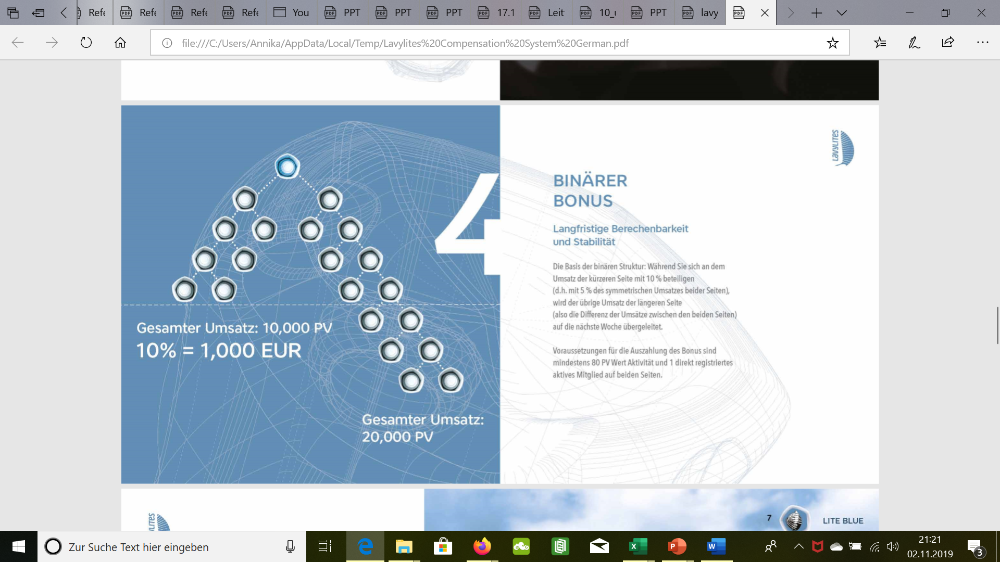 Refe
Refe
Refe
Refe
You
PPT
PPT
PPT
17.1
Leit
10_u
PPT
lavy
file:///C:/Users/Annika/AppData/Local/Temp/Lavylites%20Compensation%20System%20German.pdf
LAVYLITES
4
BINÄRER
BONUS
Langfristige Berechenbarkeit
und Stabilität
Die Basis der binären Struktur: Während Sie sich an dem
Umsatz der kürzeren Seite mit 10 % beteiligen
(d.h. mit 5 % des symmetrischen Umsatzes beider Seiten),
wird der übrige Umsatz der längeren Seite
(also die Differenz der Umsätze zwischen den beiden Seiten)
auf die nächste Woche übergeleitet.
Voraussetzungen für die Auszahlung des Bonus sind
mindestens 80 PV Wert Aktivität und 1 direkt registriertes
aktives Mitglied auf beiden Seiten.
Gesamter Umsatz: 10,000 PV
10% = 1,000 EUR
Gesamter Umsatz:
20,000 PV
YLITES
7
LITE BLUE
Zur Suche Text hier eingeben
21:21
02.11.2019
3